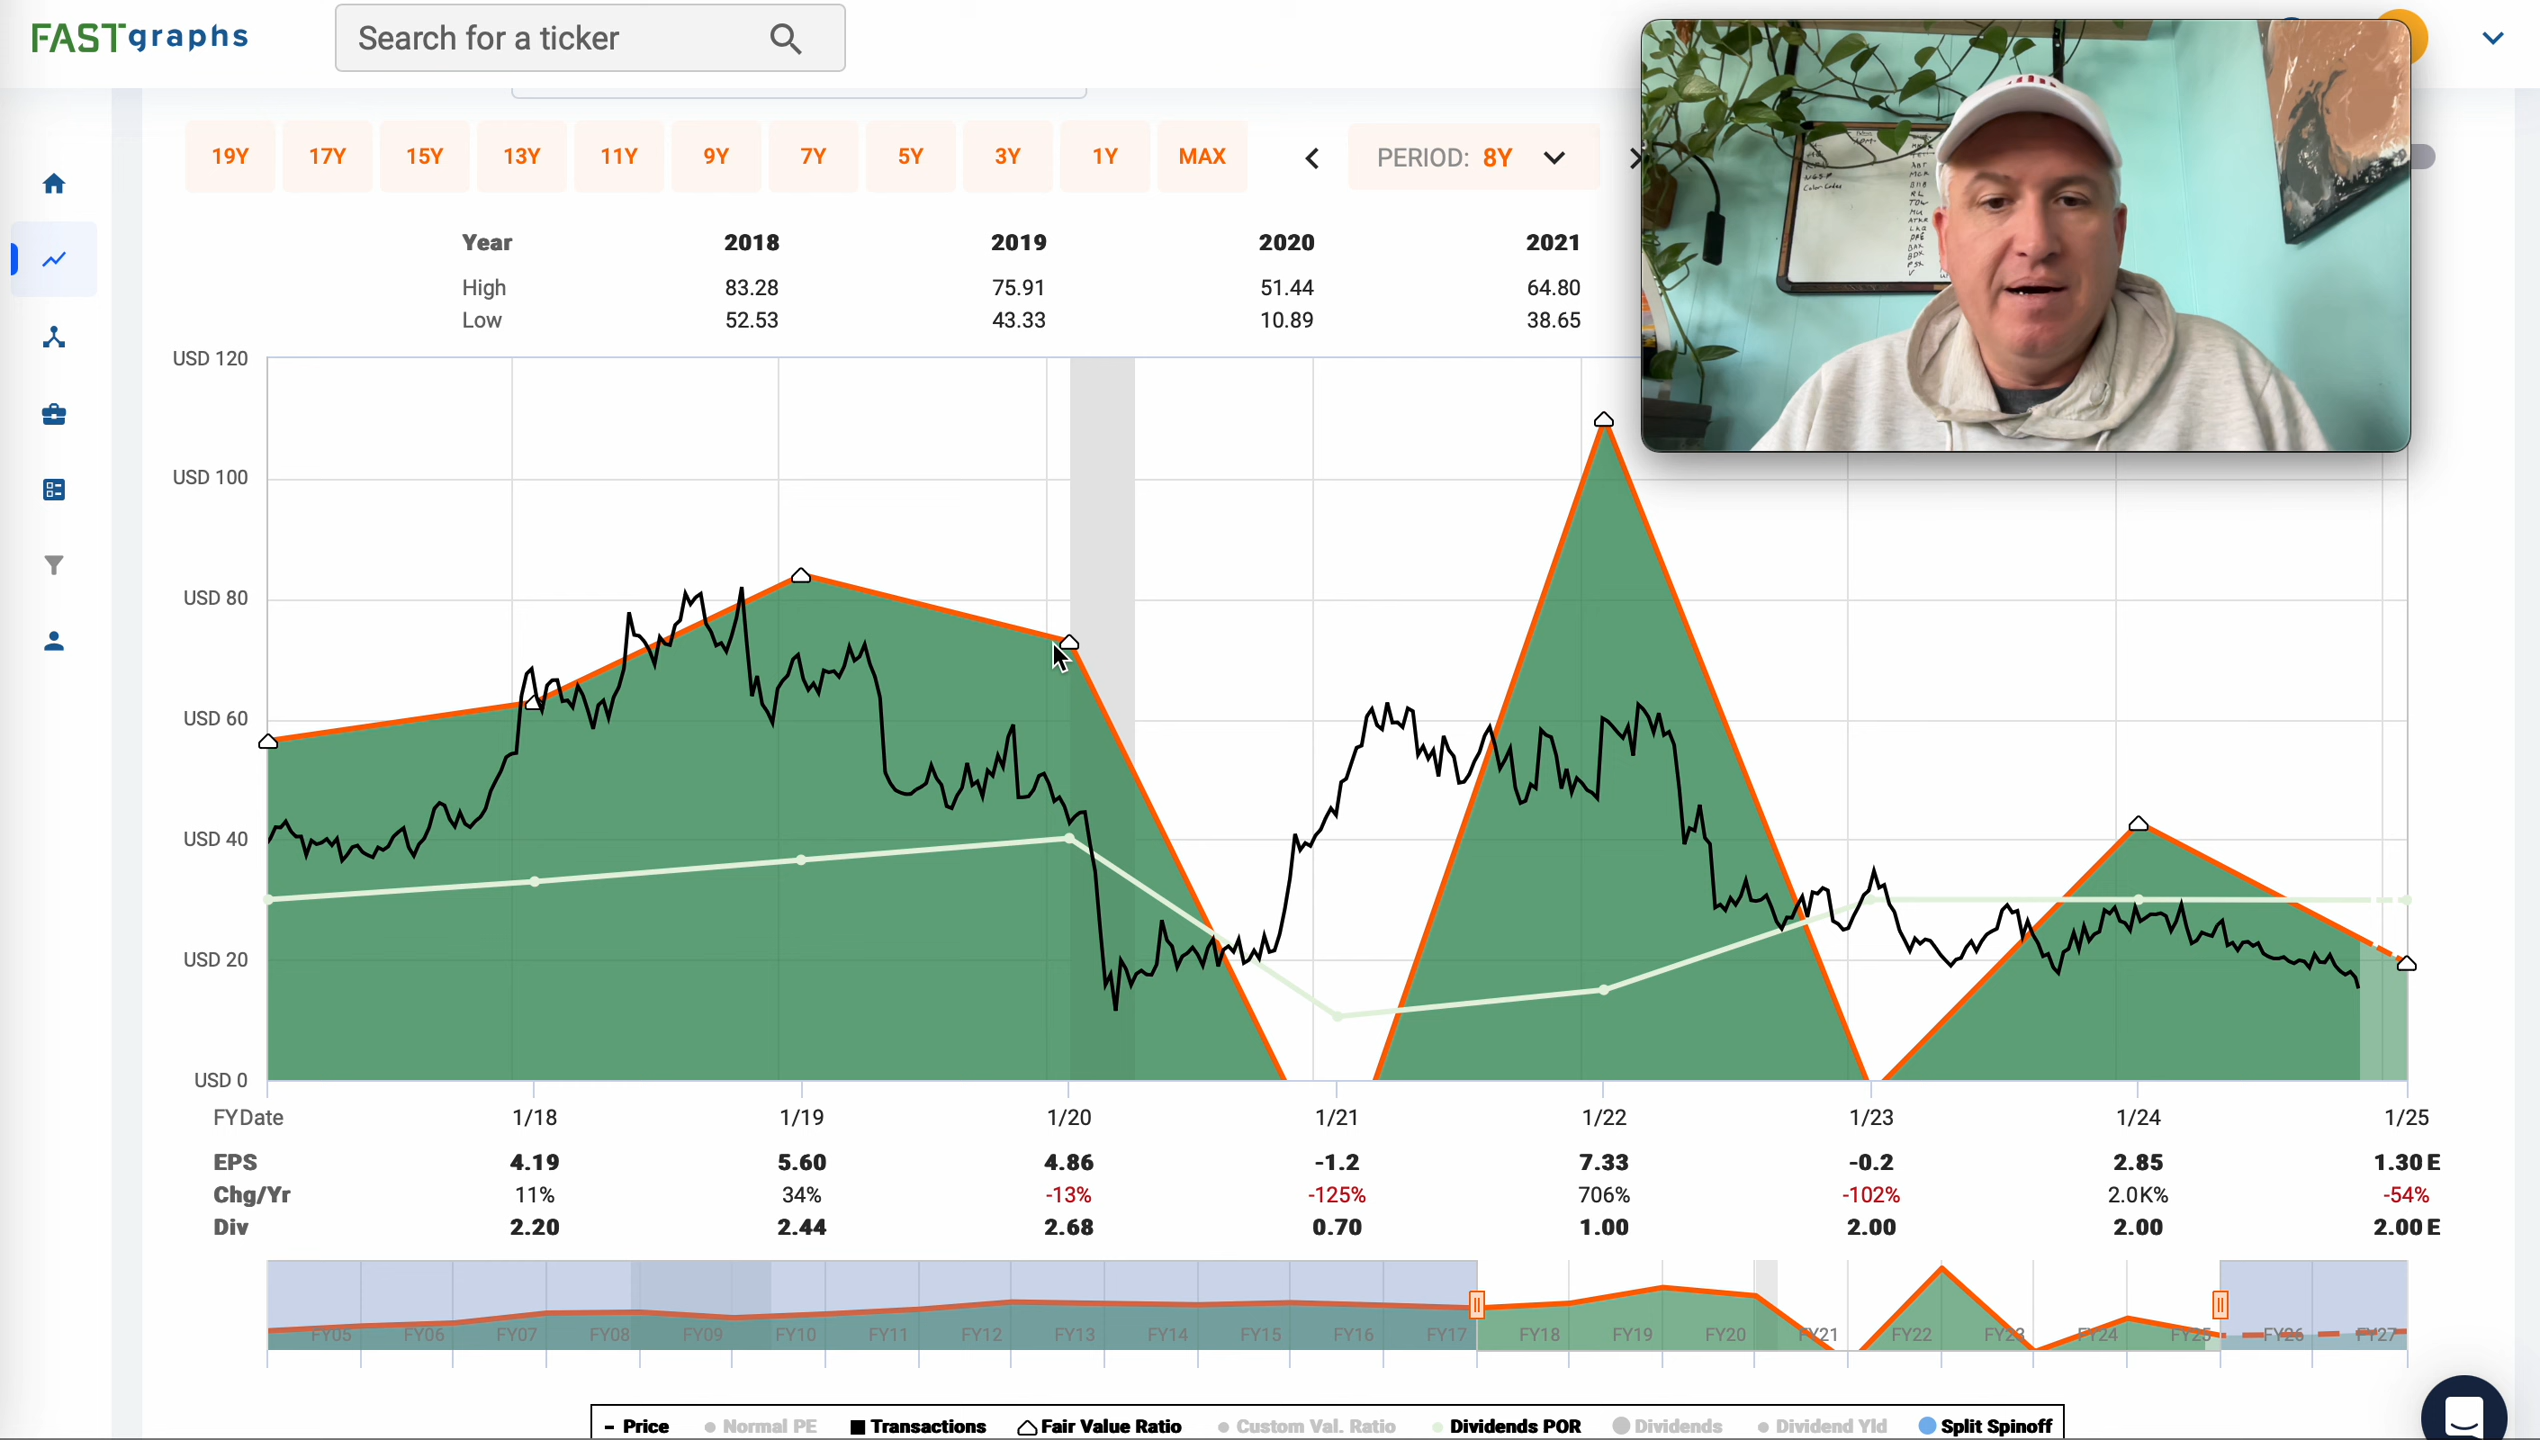 FASTgraphs
Search for a ticker
19Y 17Y 15Y 13Y 11Y 9Y 7Y 5Y 3Y 1Y MAX PERIOD: 8Y
Year 2018 2019 2020 2021
High 83.28 75.91 51.44 64.80
Low 52.53 43.33 10.89 38.65
USD 120
USD 100
USD 80
USD 60
USD 40
USD 20
USD 0
FYDate 1/18 1/19 1/20 1/21 1/22 1/23 1/24 1/25
EPS 4.19 5.60 4.86 -1.2 7.33 -0.2 2.85 1.30 E
Chg/Yr 11% 34% -13% -125% 706% -102% 2.0K% -54%
Div 2.20 2.44 2.68 0.70 1.00 2.00 2.00 2.00 E
FY05 FY06 FY07 FY08 FY09 FY10 FY11 FY12 FY13 FY14 FY15 FY16 FY17 FY18 FY19 FY20 FY21 FY22 FY23 FY24 FY25 FY26 FY27
Price Normal PE Transactions Fair Value Ratio Custom Val. Ratio Dividends POR Dividends Dividend Yld Split Spinoff